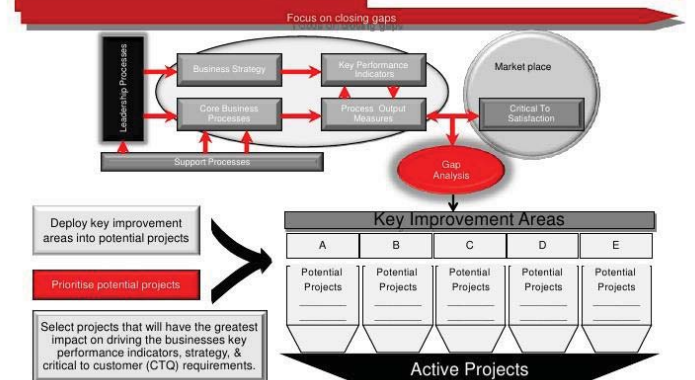 Focus on closing gaps
Leadership Processes
Business Strategy
Key Performance
Indicators
Market place
Core Business
Processes
Process Output
Measures
Critical To
Satisfaction
Support Processes
Gap
Analysis
Key Improvement Areas
Deploy key improvement
areas into potential projects
A
B
C
D
E
Prioritise potential projects
Potential
Projects
Potential
Projects
Potential
Projects
Potential
Projects
Potential
Projects
Select projects that will have the greatest
impact on driving the businesses key
performance indicators, strategy, &
critical to customer (CTQ) requirements.
Active Projects